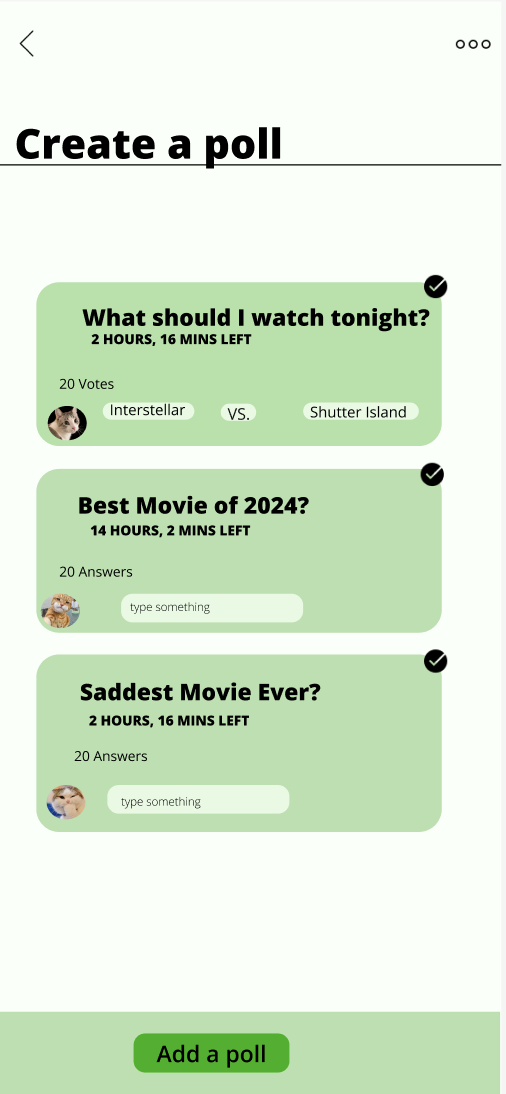 Create a poll
What should I watch tonight?
2 HOURS, 16 MINS LEFT
20 Votes
Interstellar VS. Shutter Island
Best Movie of 2024?
14 HOURS, 2 MINS LEFT
20 Answers
type something
Saddest Movie Ever?
2 HOURS, 16 MINS LEFT
20 Answers
type something
Add a poll